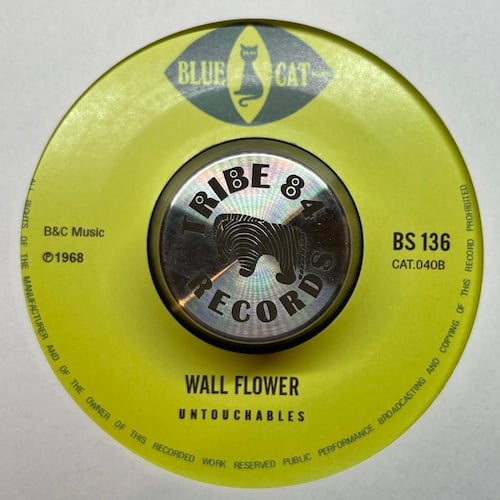 BLUE CAT
TRIBE 84
RECORDS
B&C Music
℗1968
BS 136
CAT.040B
WALL FLOWER
UNTOUCHABLES
ALL RIGHTS OF THE MANUFACTURER AND OF THE OWNER OF THIS RECORDED WORK RESERVED PUBLIC PERFORMANCE BROADCASTING AND COPYING OF THIS RECORD PROHIBITED